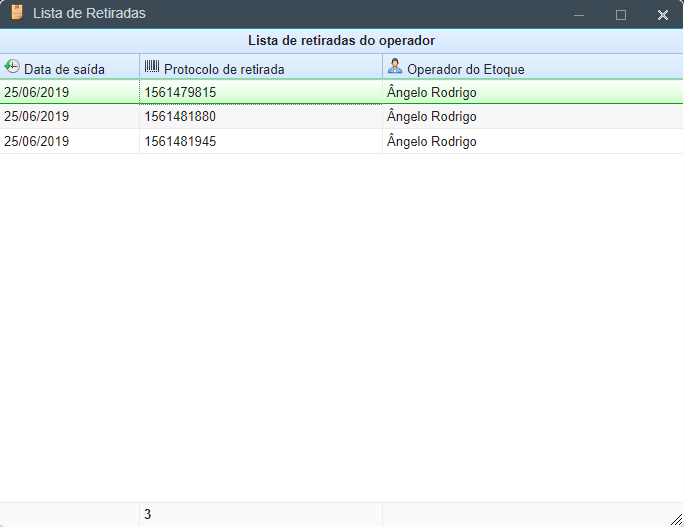 Lista de Retiradas
Lista de retiradas do operador
Data de saída Protocolo de retirada Operador do Etoque
25/06/2019 1561479815 Ângelo Rodrigo
25/06/2019 1561481880 Ângelo Rodrigo
25/06/2019 1561481945 Ângelo Rodrigo
3